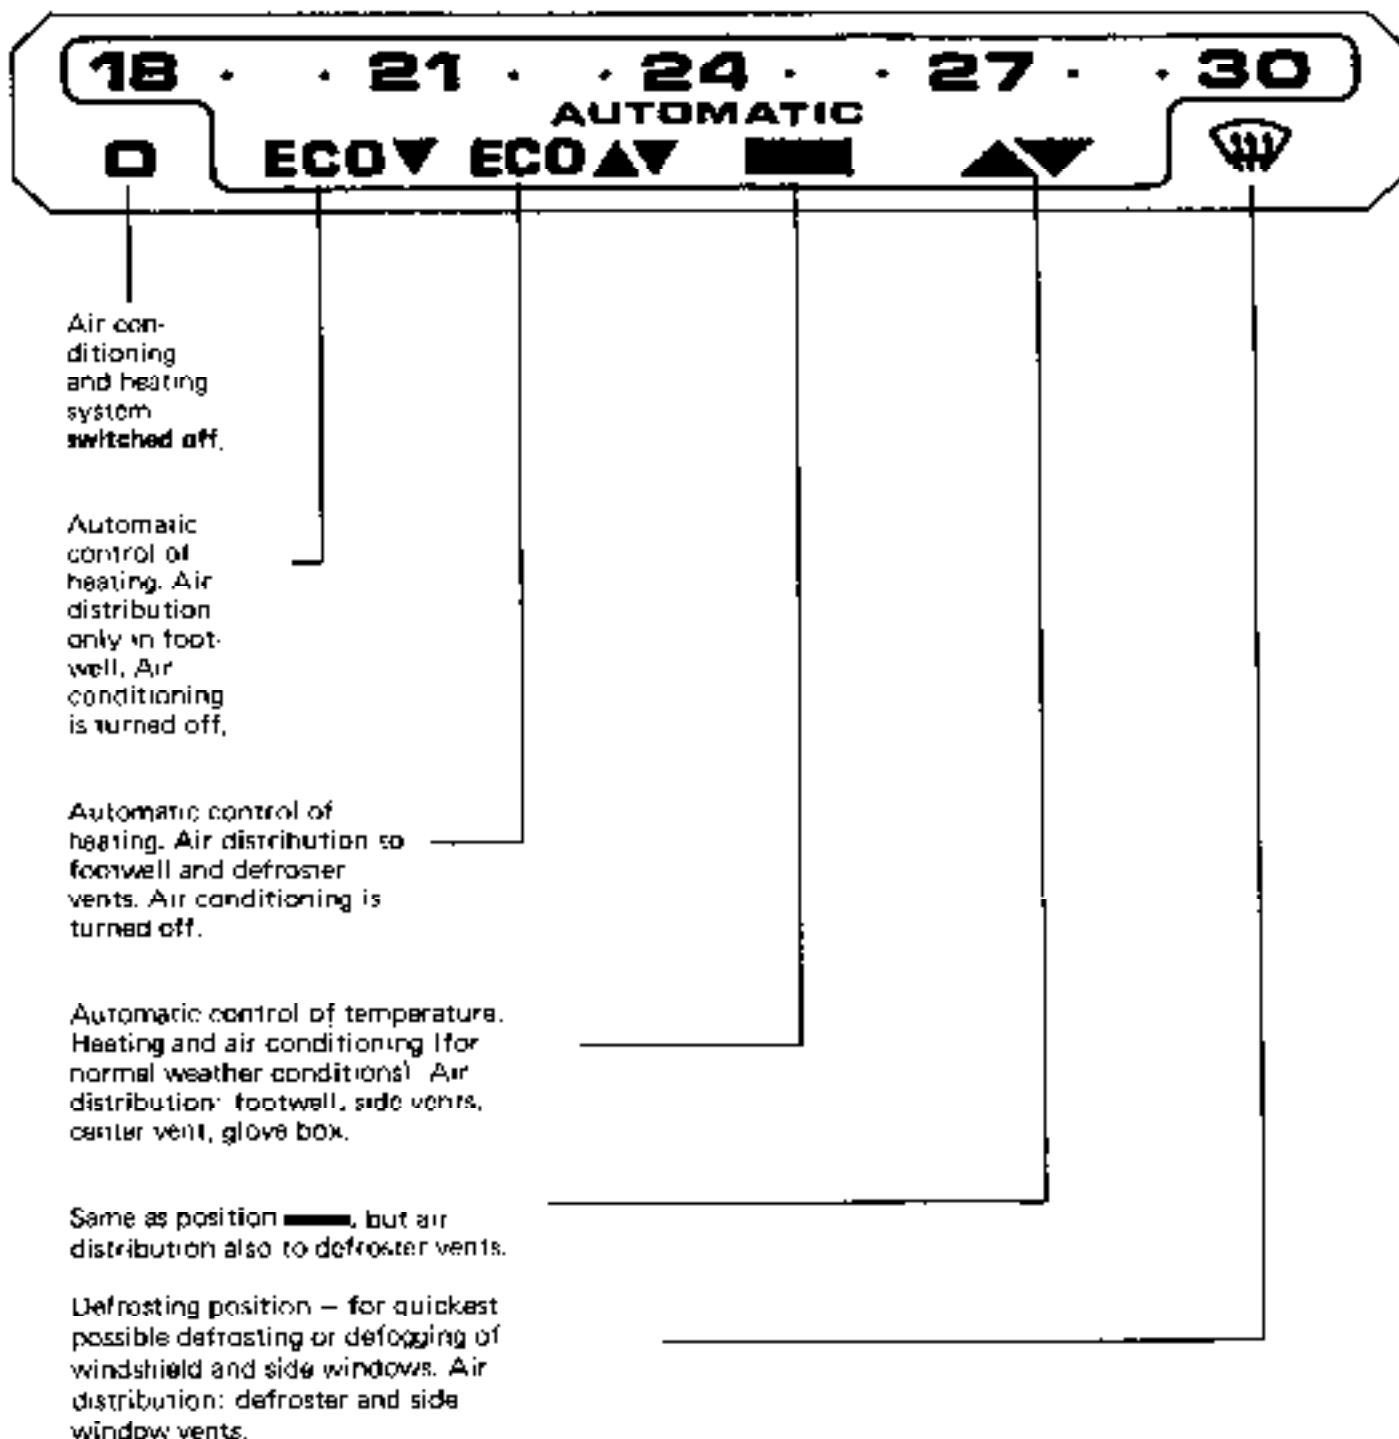 18 · · 21 · · 24 · · 27 · · 30
AUTOMATIC
O ECO▼ ECO▲▼ ▬ ▲▼
Air con-
ditioning
and heating
system
switched off.
Automatic
control of
heating. Air
distribution
only in foot-
well. Air
conditioning
is turned off.
Automatic control of
heating. Air distribution to
footwell and defroster
vents. Air conditioning is
turned off.
Automatic control of temperature.
Heating and air conditioning (for
normal weather conditions). Air
distribution: footwell, side vents,
center vent, glove box.
Same as position ▬, but air
distribution also to defroster vents.
Defrosting position – for quickest
possible defrosting or defogging of
windshield and side windows. Air
distribution: defroster and side
window vents.